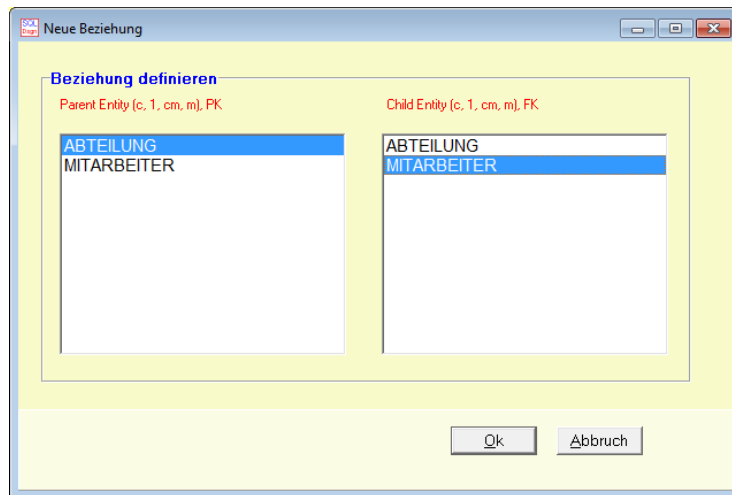 SQL
Neue Beziehung
Beziehung definieren
Parent Entity (c, 1, cm, m), PK
Child Entity (c, 1, cm, m), FK
ABTEILUNG
MITARBEITER
ABTEILUNG
MITARBEITER
Ok
Abbruch